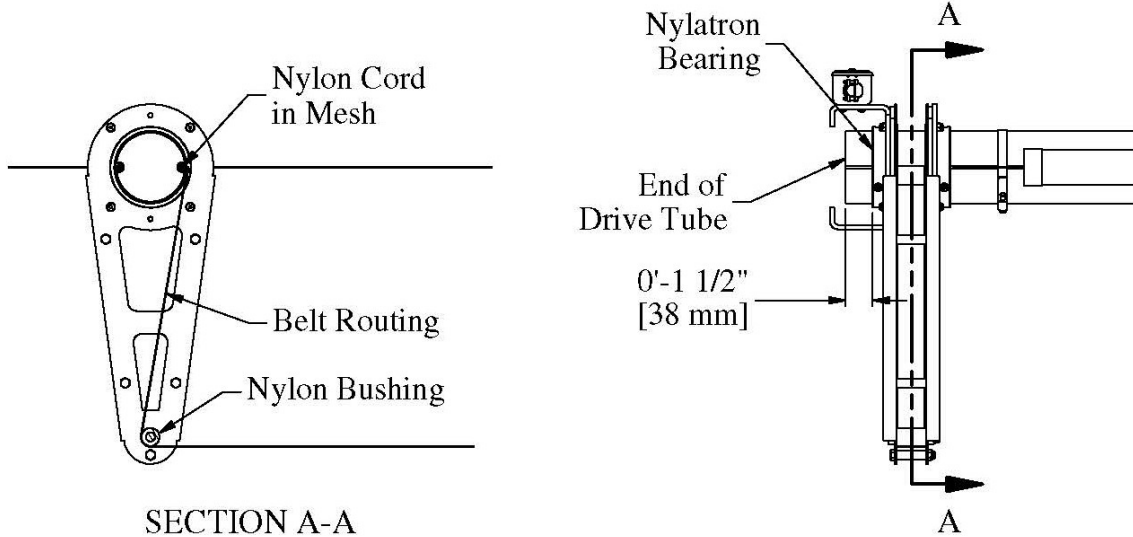 Nylon Cord
in Mesh
Belt Routing
Nylon Bushing
SECTION A-A
A
Nylatron
Bearing
End of
Drive Tube
0'-1 1/2"
[38 mm]
A